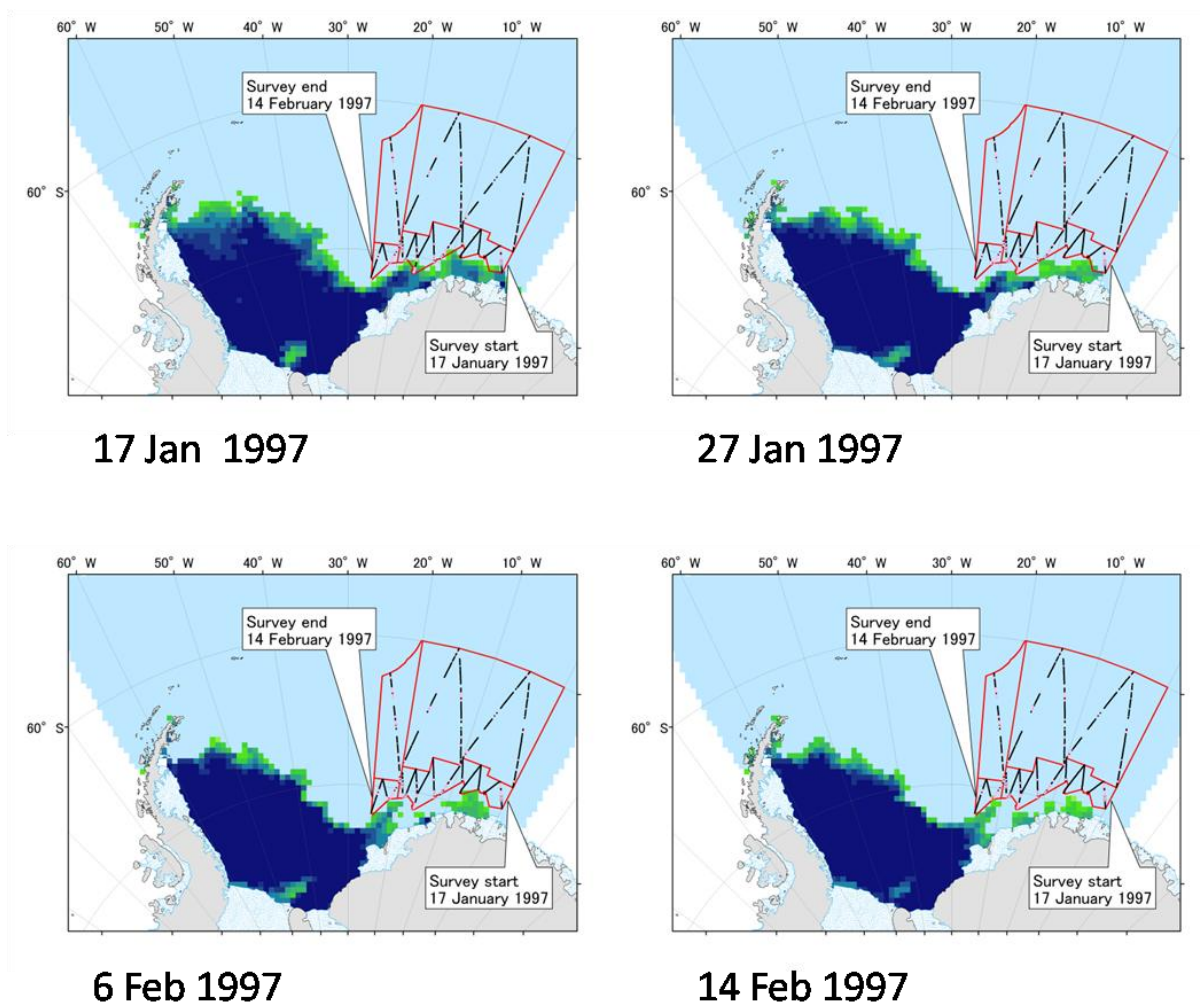 60° W 50° W 40° W 30° W 20° W 10° W
Survey end
14 February 1997
60° S
Survey start
17 January 1997
17 Jan 1997
60° W 50° W 40° W 30° W 20° W 10° W
Survey end
14 February 1997
60° S
Survey start
17 January 1997
27 Jan 1997
60° W 50° W 40° W 30° W 20° W 10° W
Survey end
14 February 1997
60° S
Survey start
17 January 1997
6 Feb 1997
60° W 50° W 40° W 30° W 20° W 10° W
Survey end
14 February 1997
60° S
Survey start
17 January 1997
14 Feb 1997